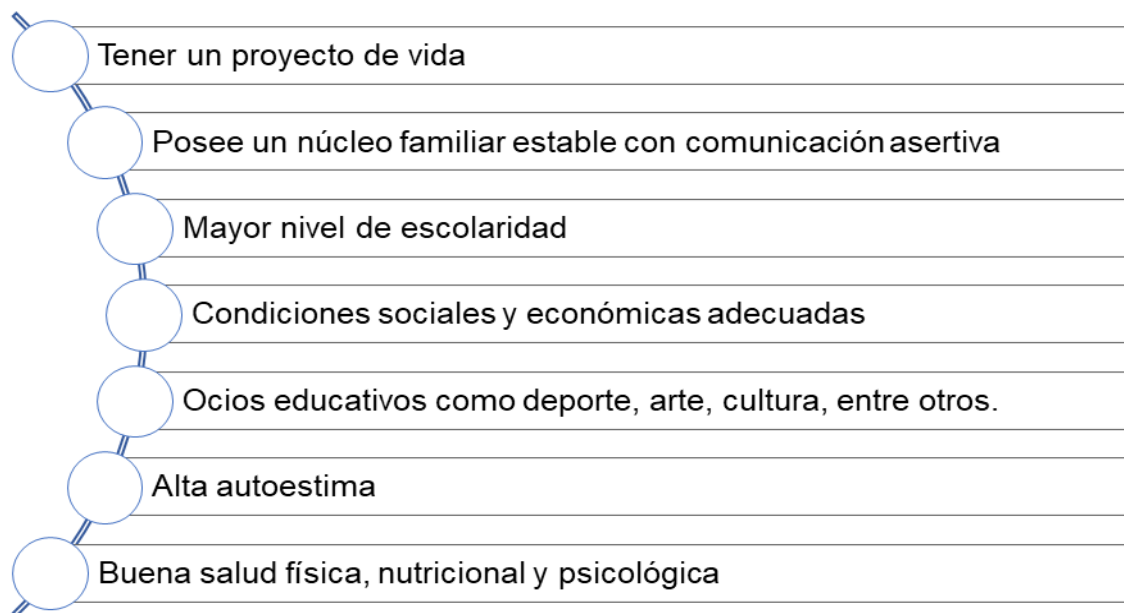 Tener un proyecto de vida
Posee un núcleo familiar estable con comunicación asertiva
Mayor nivel de escolaridad
Condiciones sociales y económicas adecuadas
Ocios educativos como deporte, arte, cultura, entre otros.
Alta autoestima
Buena salud física, nutricional y psicológica